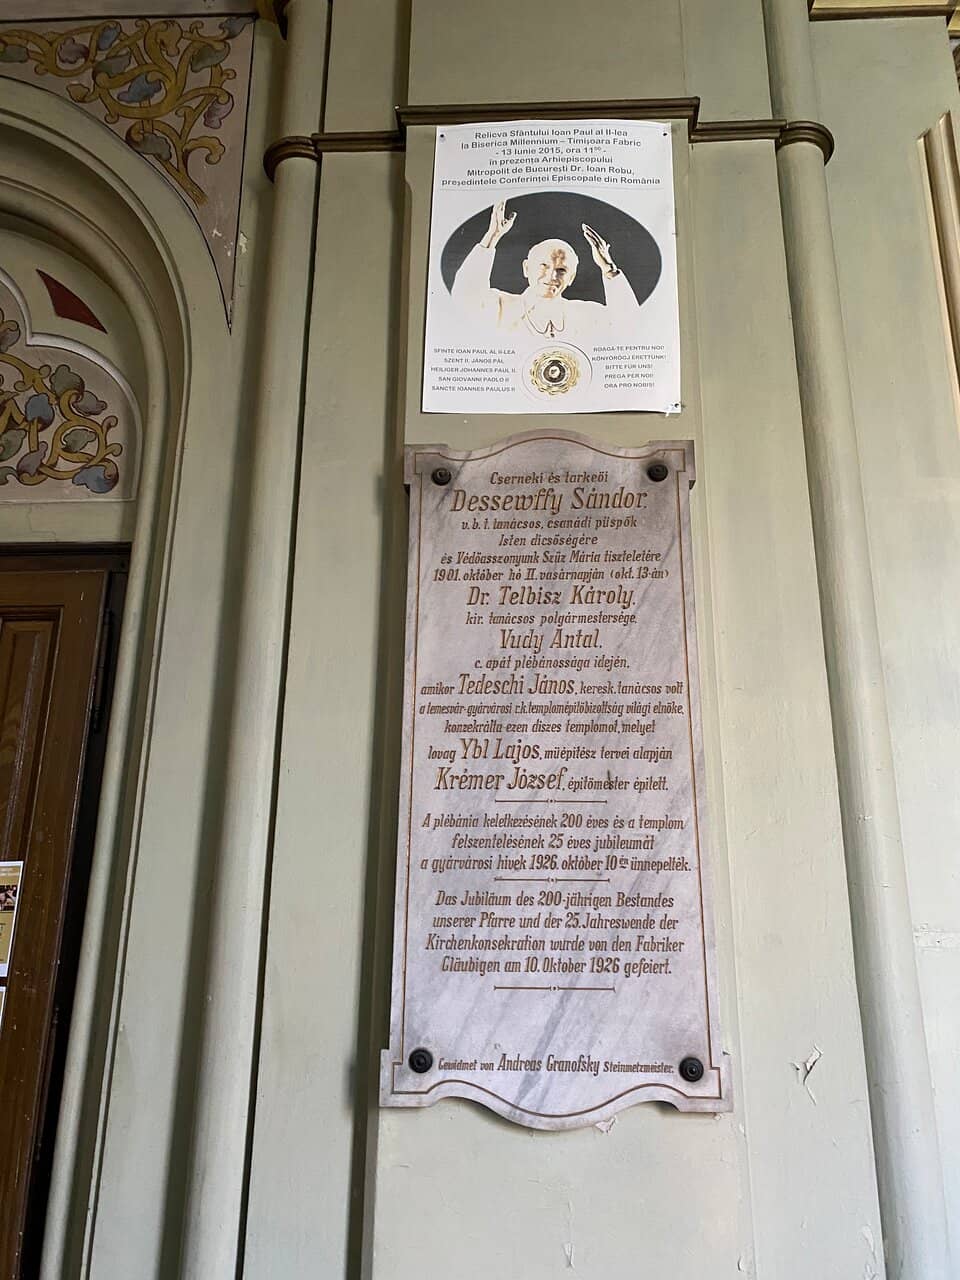 Relicva Sfântului Ioan Paul al II-lea
la Biserica Millennium – Timișoara Fabric
- 13 Iunie 2015, ora 11⁰⁰ -
în prezența Arhiepiscopului
Mitropolit de București Dr. Ioan Robu,
președintele Conferinței Episcopale din România
SFINTE IOAN PAUL AL II-LEA
SZENT II. JÁNOS PÁL
HEILIGER JOHANNES PAUL II.
SAN GIOVANNI PAOLO II
SANCTE IOANNES PAULUS II
ROAGĂ-TE PENTRU NOI!
KÖNYÖRÖGJ ÉRETTÜNK!
BITTE FÜR UNS!
PREGA PER NOI!
ORA PRO NOBIS!
Cserneki és tarkeöi
Dessewffy Sándor.
v. b. t. tanácsos, csanádi püspök
Isten dicsőségére
és Védőasszonyunk Szűz Mária tiszteletére
1901. október hó II. vasárnapján (okt. 13-án)
Dr. Telbisz Károly,
kir. tanácsos polgármestersége,
Vudy Antal.
c. apát plébánossága idején,
amikor Tedeschi János, keresk. tanácsos volt
a temesvár-gyárvárosi r.k. templomépítőbizottság világi elnöke,
konzekrálta ezen díszes templomot, melyet
lovag Ybl Lajos, műépítész tervei alapján
Krémer József, építőmester épített.
A plébánia keletkezésének 200 éves és a templom
felszentelésének 25 éves jubileumát
a gyárvárosi hívek 1926. október 10 én ünnepelték.
Das Jubiläum des 200-jährigen Bestandes
unserer Pfarre und der 25. Jahreswende der
Kirchenkonsekration wurde von den Fabriker
Gläubigen am 10. Oktober 1926 gefeiert.
Gewidmet von Andreas Granofsky Steinmetzmeister.